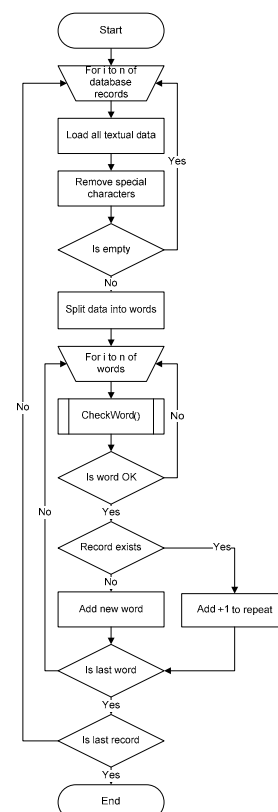 Start
For i to n of
database
records
Load all textual data
Yes
Remove special
characters
Is empty
No
Split data into words
For i to n of
words
No
CheckWord()
No
Is word OK
No
Yes
Record exists
Yes
No
Add new word
Add +1 to repeat
Is last word
Yes
Is last record
Yes
End